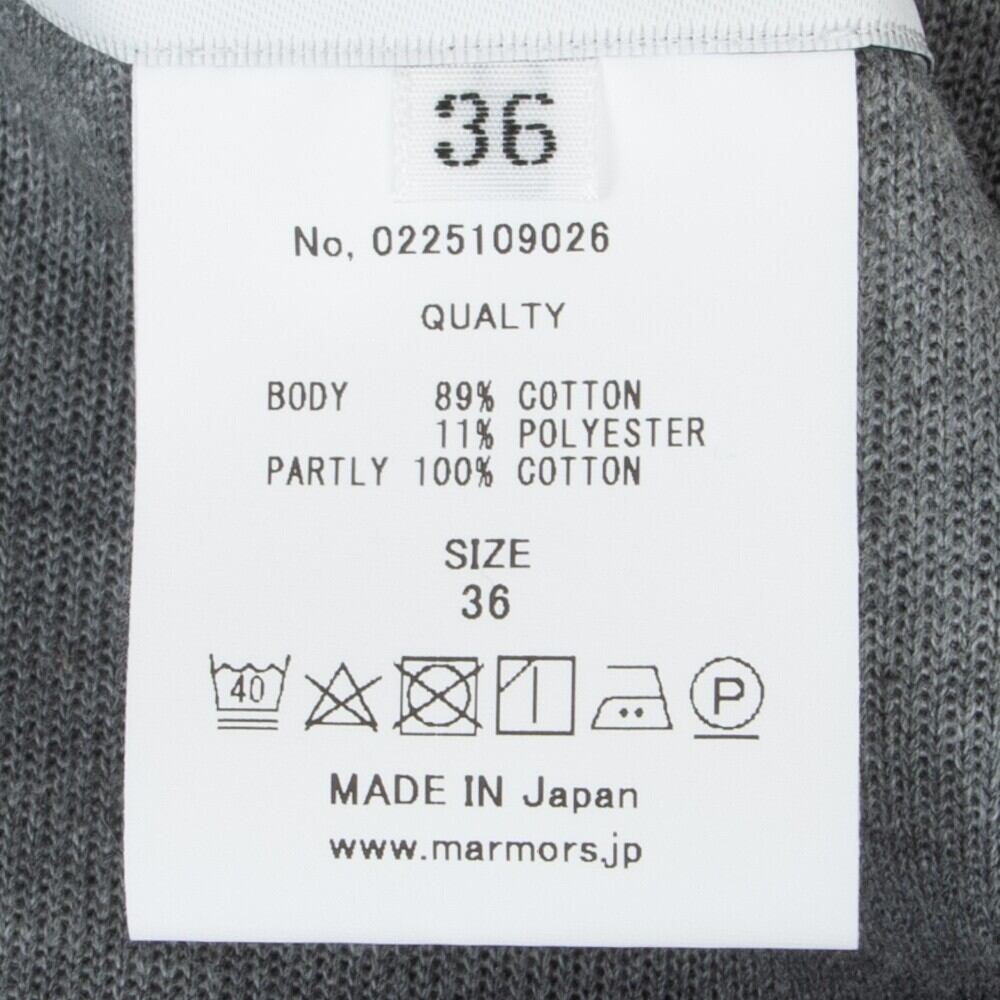 36
No, 0225109026
QUALTY
BODY 89% COTTON
11% POLYESTER
PARTLY 100% COTTON
SIZE
36
40
P
MADE IN Japan
www.marmors.jp